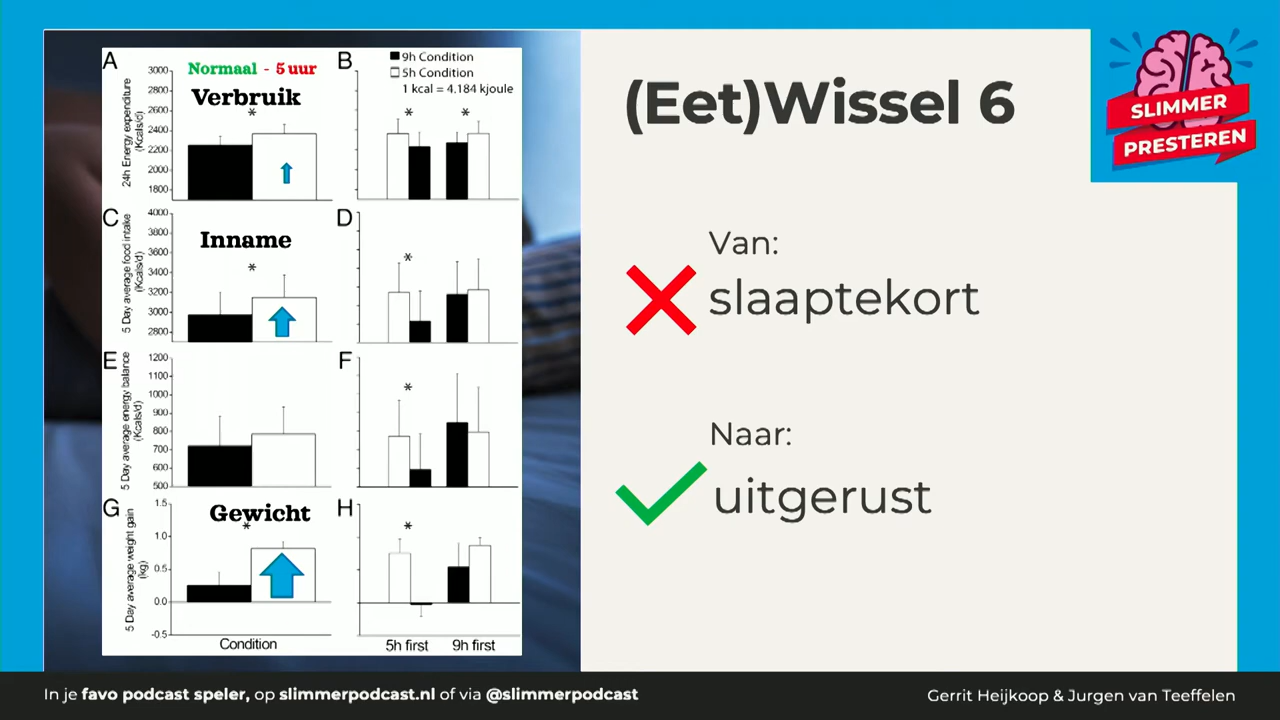 (Eet)Wissel 6
SLIMMER
PRESTEREN
Van:
slaaptekort
Naar:
uitgerust
A
Normaal - 5 uur
Verbruik
*
24h Energy expenditure
(Kcals/d)
3000
2800
2600
2400
2200
2000
1800
B
9h Condition
5h Condition
1 kcal = 4.184 kjoule
* *
C
Inname
*
5 Day average food intake
(Kcals/d)
4000
3800
3600
3400
3200
3000
2800
D
*
E
5 Day average energy balance
(Kcals/d)
1200
1100
1000
900
800
700
600
500
F
*
G
Gewicht
*
5 Day average weight gain
(kg)
1.5
1.0
0.5
0.0
-0.5
Condition
H
*
5h first 9h first
In je favo podcast speler, op slimmerpodcast.nl of via @slimmerpodcast
Gerrit Heijkoop & Jurgen van Teeffelen